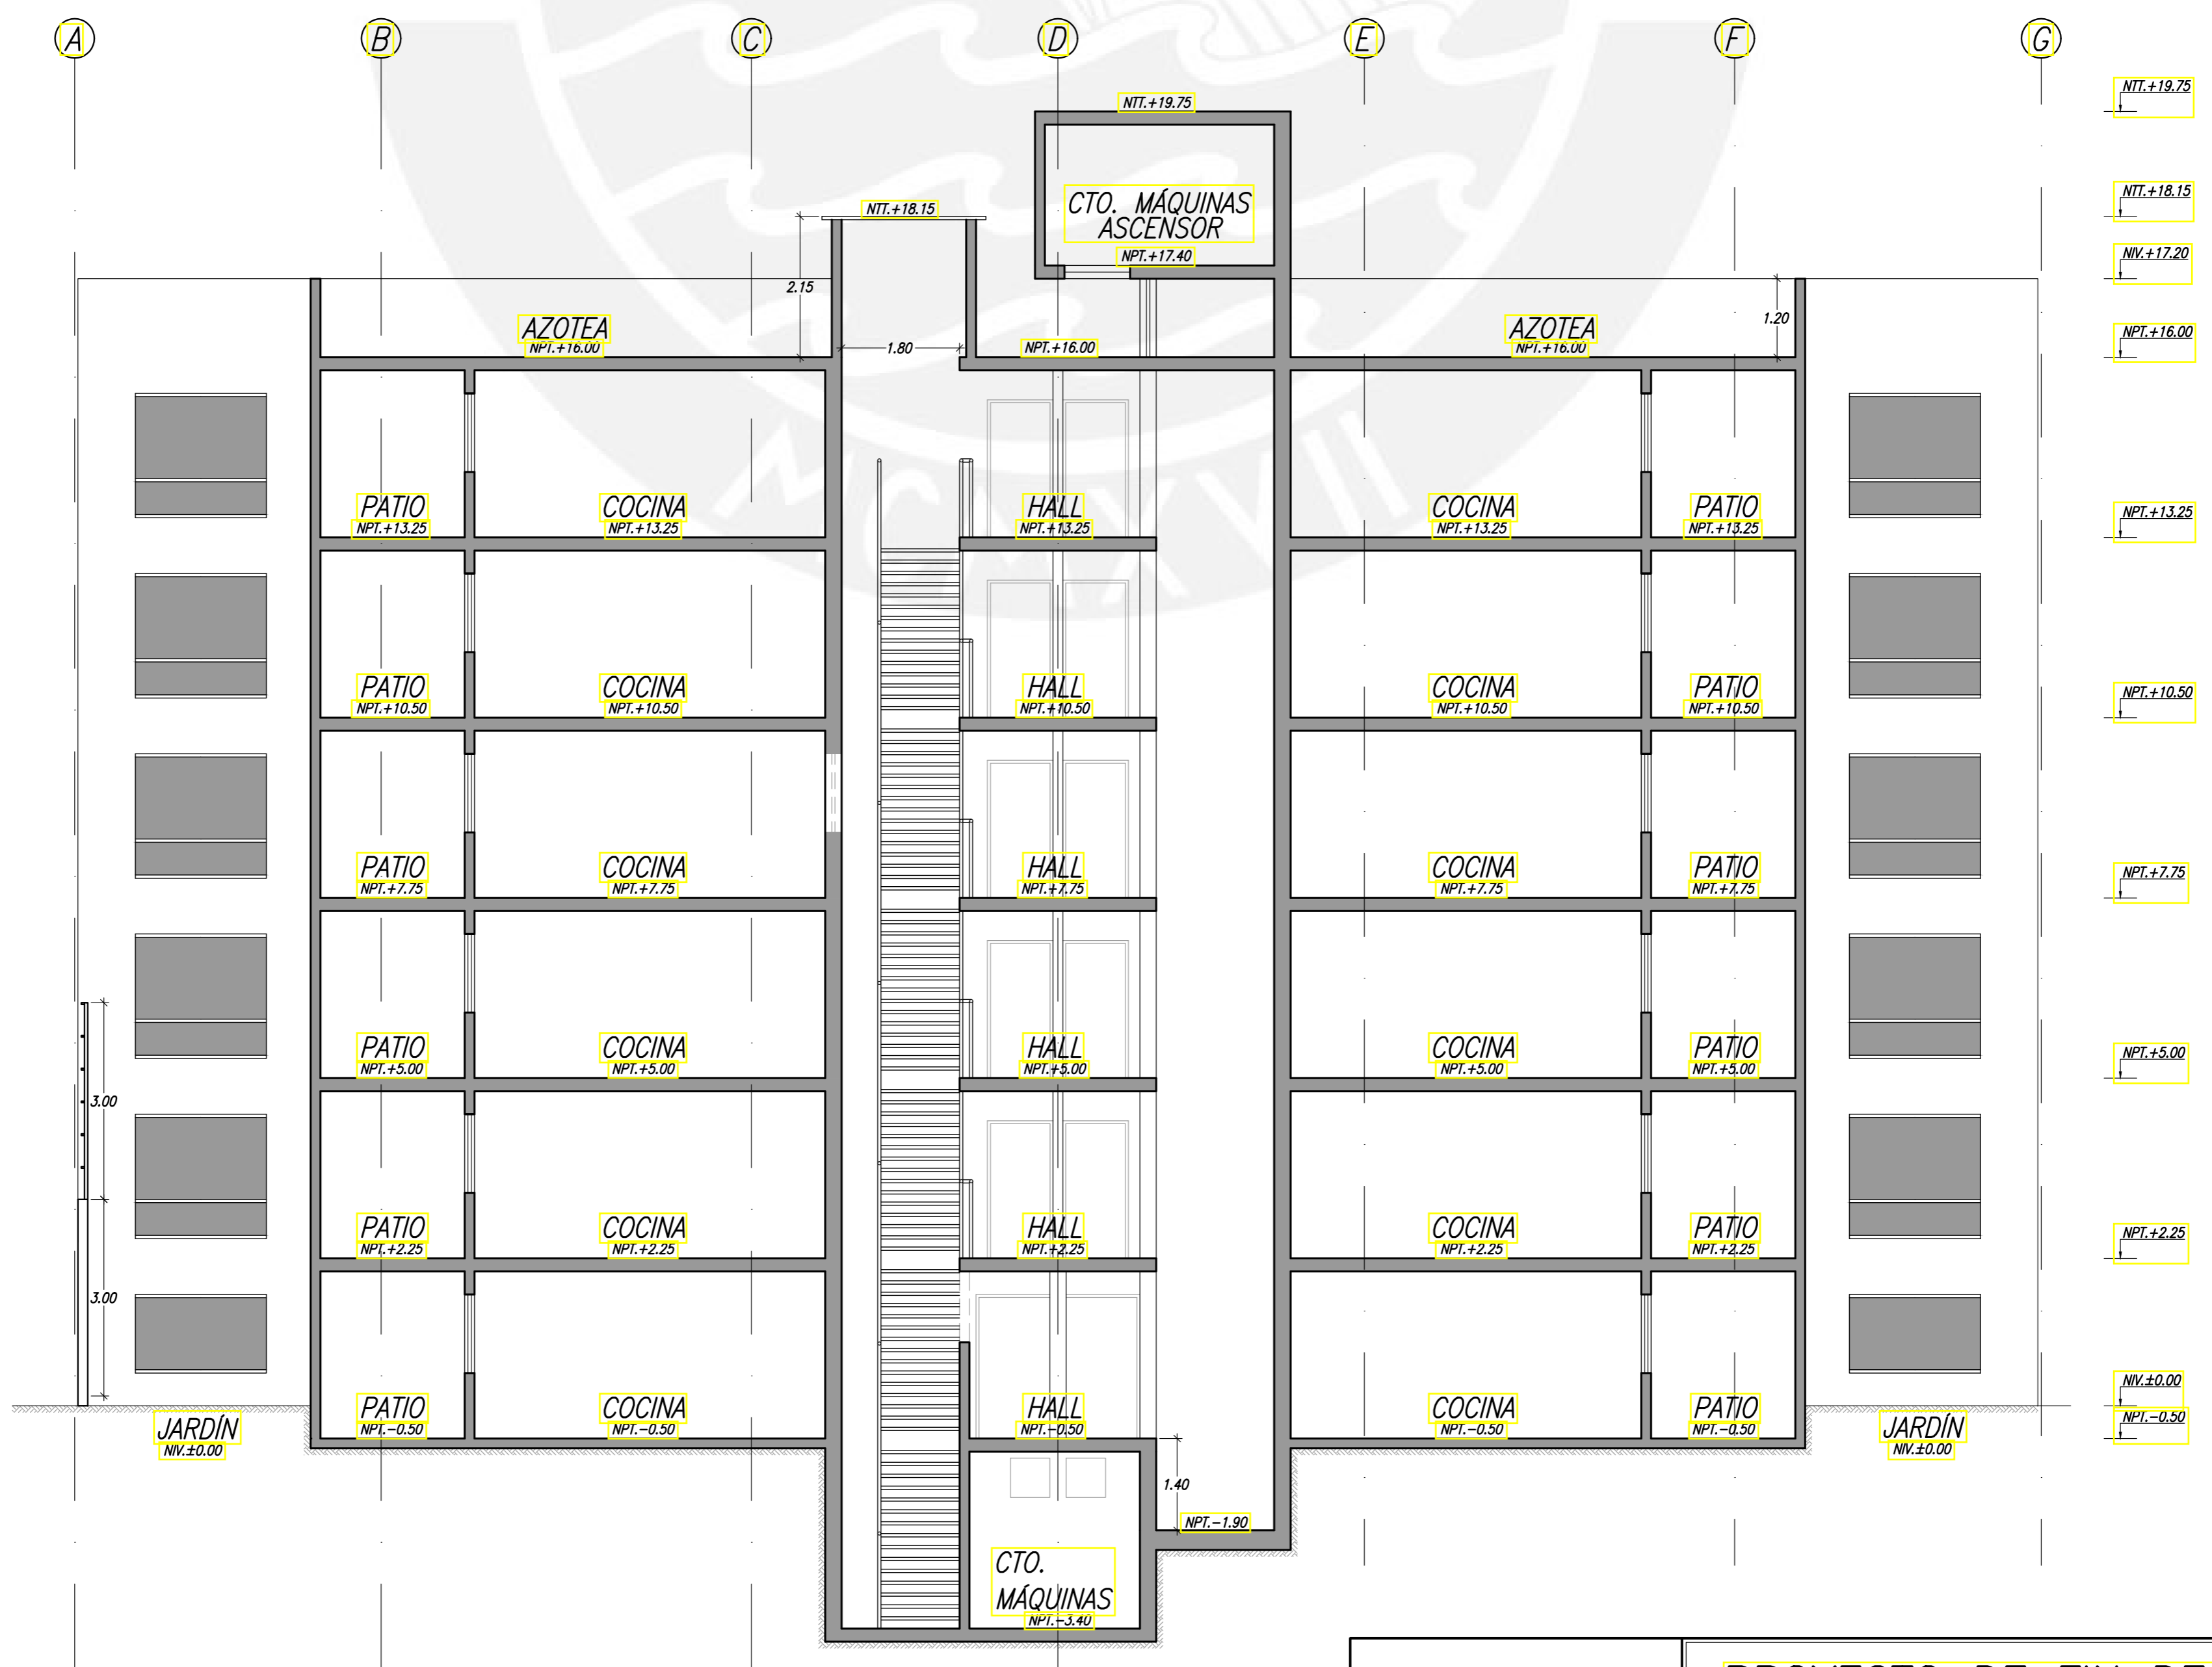 A B C D E F G
NTT.+19.75 NTT.+19.75
CTO. MÁQUINAS
ASCENSOR
NTT.+18.15 NTT.+18.15
NPT.+17.40 NIV.+17.20
2.15 1.20
AZOTEA AZOTEA
NPT.+16.00 1.80 NPT.+16.00 NPT.+16.00 NPT.+16.00
MCMXVII
PATIO COCINA HALL COCINA PATIO
NPT.+13.25 NPT.+13.25 NPT.+13.25 NPT.+13.25 NPT.+13.25 NPT.+13.25
PATIO COCINA HALL COCINA PATIO
NPT.+10.50 NPT.+10.50 NPT.+10.50 NPT.+10.50 NPT.+10.50 NPT.+10.50
PATIO COCINA HALL COCINA PATIO
NPT.+7.75 NPT.+7.75 NPT.+7.75 NPT.+7.75 NPT.+7.75 NPT.+7.75
PATIO COCINA HALL COCINA PATIO
NPT.+5.00 NPT.+5.00 NPT.+5.00 NPT.+5.00 NPT.+5.00 NPT.+5.00
3.00
PATIO COCINA HALL COCINA PATIO
NPT.+2.25 NPT.+2.25 NPT.+2.25 NPT.+2.25 NPT.+2.25 NPT.+2.25
3.00
NIV.±0.00
PATIO COCINA HALL COCINA PATIO
NPT.-0.50 NPT.-0.50 NPT.-0.50 NPT.-0.50 NPT.-0.50 NPT.-0.50
JARDÍN JARDÍN
NIV.±0.00 NIV.±0.00
1.40
NPT.-1.90
CTO.
MÁQUINAS
NPT.-3.40